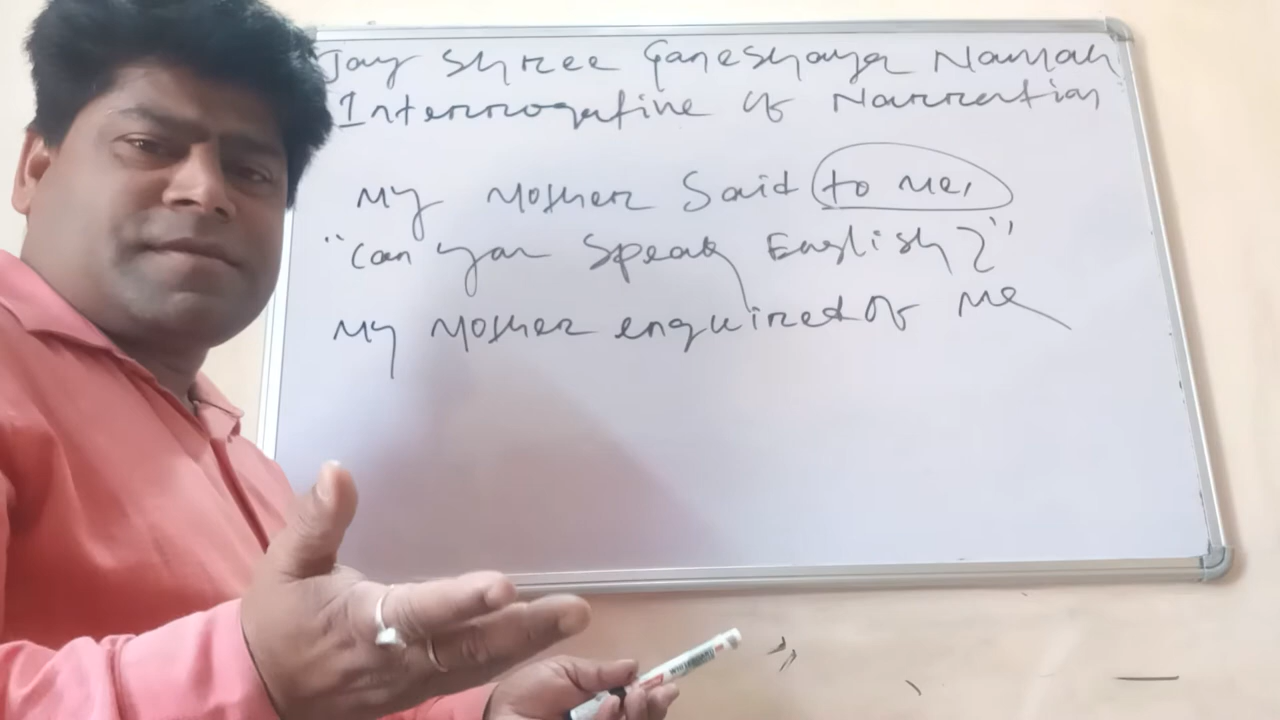 Jay Shree Ganeshaya Namah
Interrogative of Narration
My Mother Said to me,
"Can you Speak English?"
My Mother enquired of me
WHITEBOARD